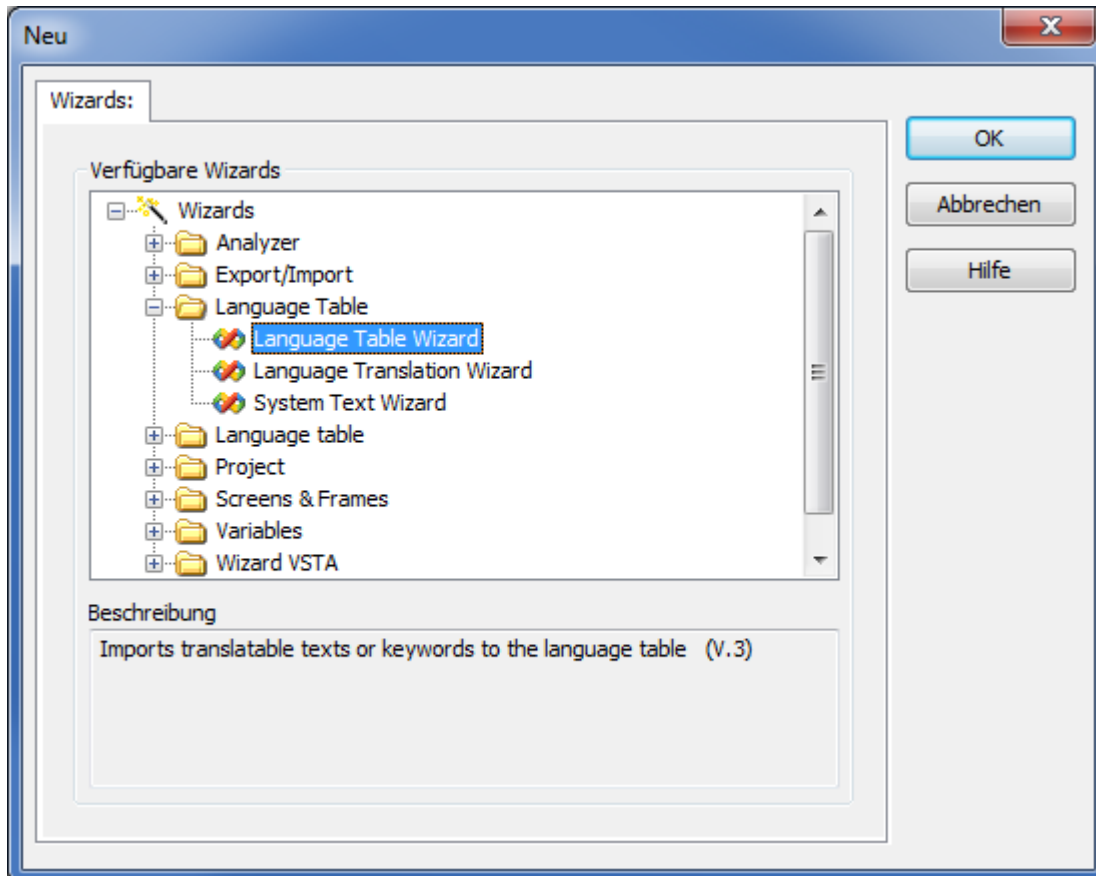 Neu
Wizards:
OK
Verfügbare Wizards
Wizards
Abbrechen
Analyzer
Export/Import
Hilfe
Language Table
Language Table Wizard
Language Translation Wizard
System Text Wizard
Language table
Project
Screens & Frames
Variables
Wizard VSTA
Beschreibung
Imports translatable texts or keywords to the language table (V.3)